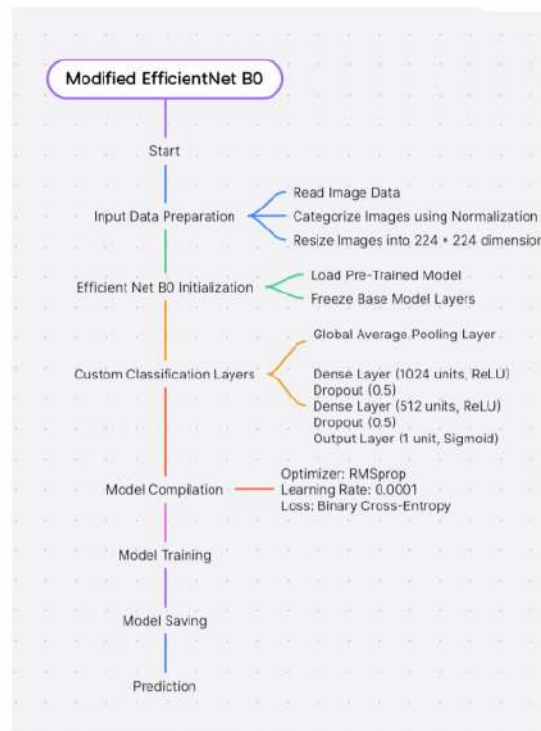 Modified EfficientNet B0
Start
Input Data Preparation
Read Image Data
Categorize Images using Normalization
Resize Images into 224 * 224 dimension
Efficient Net B0 Initialization
Load Pre-Trained Model
Freeze Base Model Layers
Custom Classification Layers
Global Average Pooling Layer
Dense Layer (1024 units, ReLU)
Dropout (0.5)
Dense Layer (512 units, ReLU)
Dropout (0.5)
Output Layer (1 unit, Sigmoid)
Model Compilation
Optimizer: RMSprop
Learning Rate: 0.0001
Loss: Binary Cross-Entropy
Model Training
Model Saving
Prediction